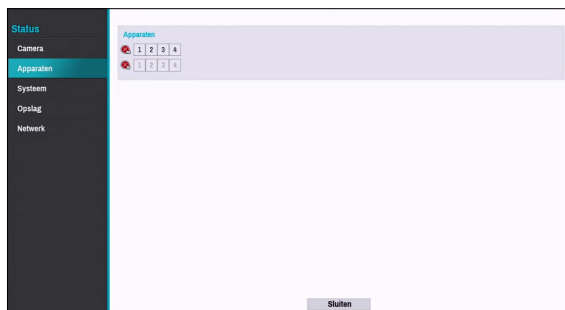 Status
Camera
Apparaten
Systeem
Opslag
Netwerk
Apparaten
1 2 3 4
1 2 3 4
Sluiten